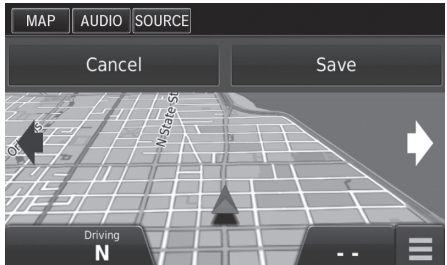 MAP AUDIO SOURCE
Cancel Save
N State St
Driving
N
- -